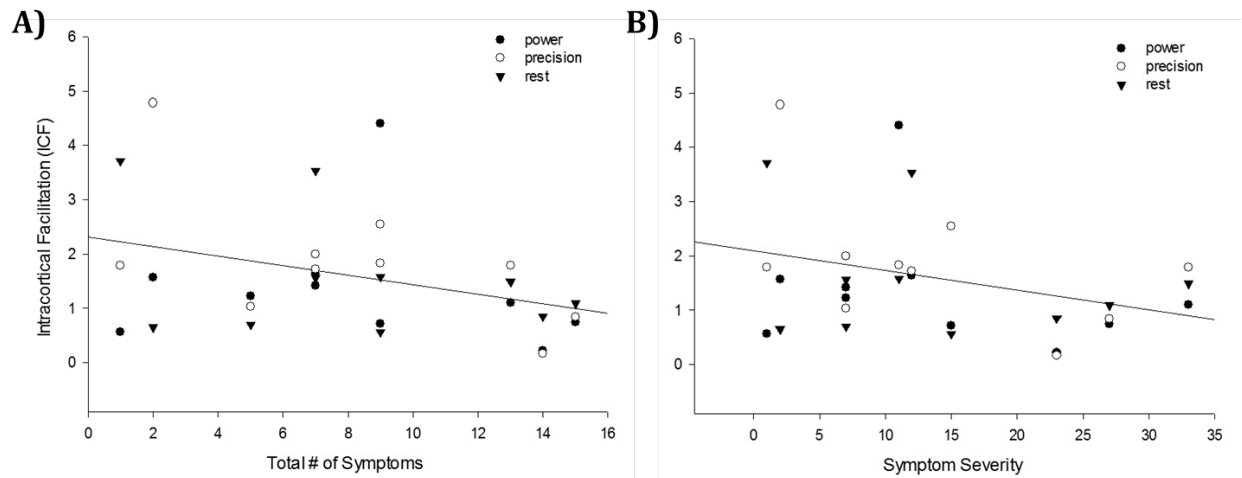 A)
power
precision
rest
6
5
4
3
2
1
0
Intracortical Facilitation (ICF)
0 2 4 6 8 10 12 14 16
Total # of Symptoms
B)
power
precision
rest
6
5
4
3
2
1
0
0 5 10 15 20 25 30 35
Symptom Severity